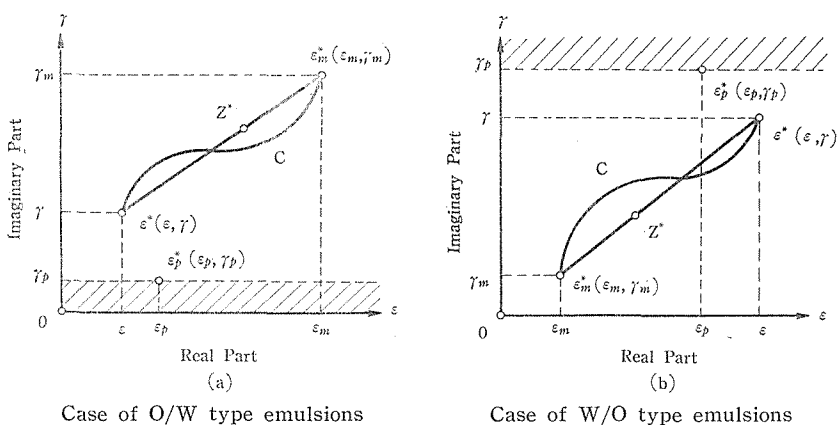 γ
Imaginary Part
γm
ε*m (εm, γm)
Z*
C
γ
ε* (ε, γ)
ε*p (εp, γp)
γp
0
ε
εp
εm
ε
Real Part
(a)
Case of O/W type emulsions
γ
Imaginary Part
γp
ε*p (εp, γp)
γ
ε* (ε, γ)
C
Z*
γm
ε*m (εm, γm)
0
εm
εp
ε
ε
Real Part
(b)
Case of W/O type emulsions